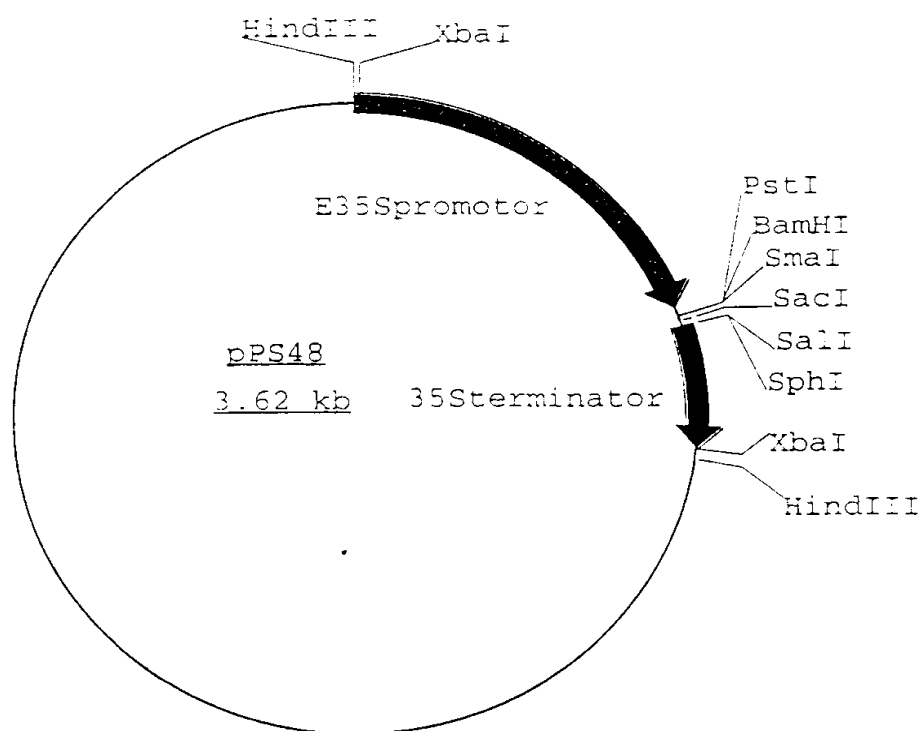 HindIII XbaI
E35Spromotor
PstI
BamHI
SmaI
SacI
SalI
SphI
pPS48
3.62 kb
35Sterminator
XbaI
HindIII